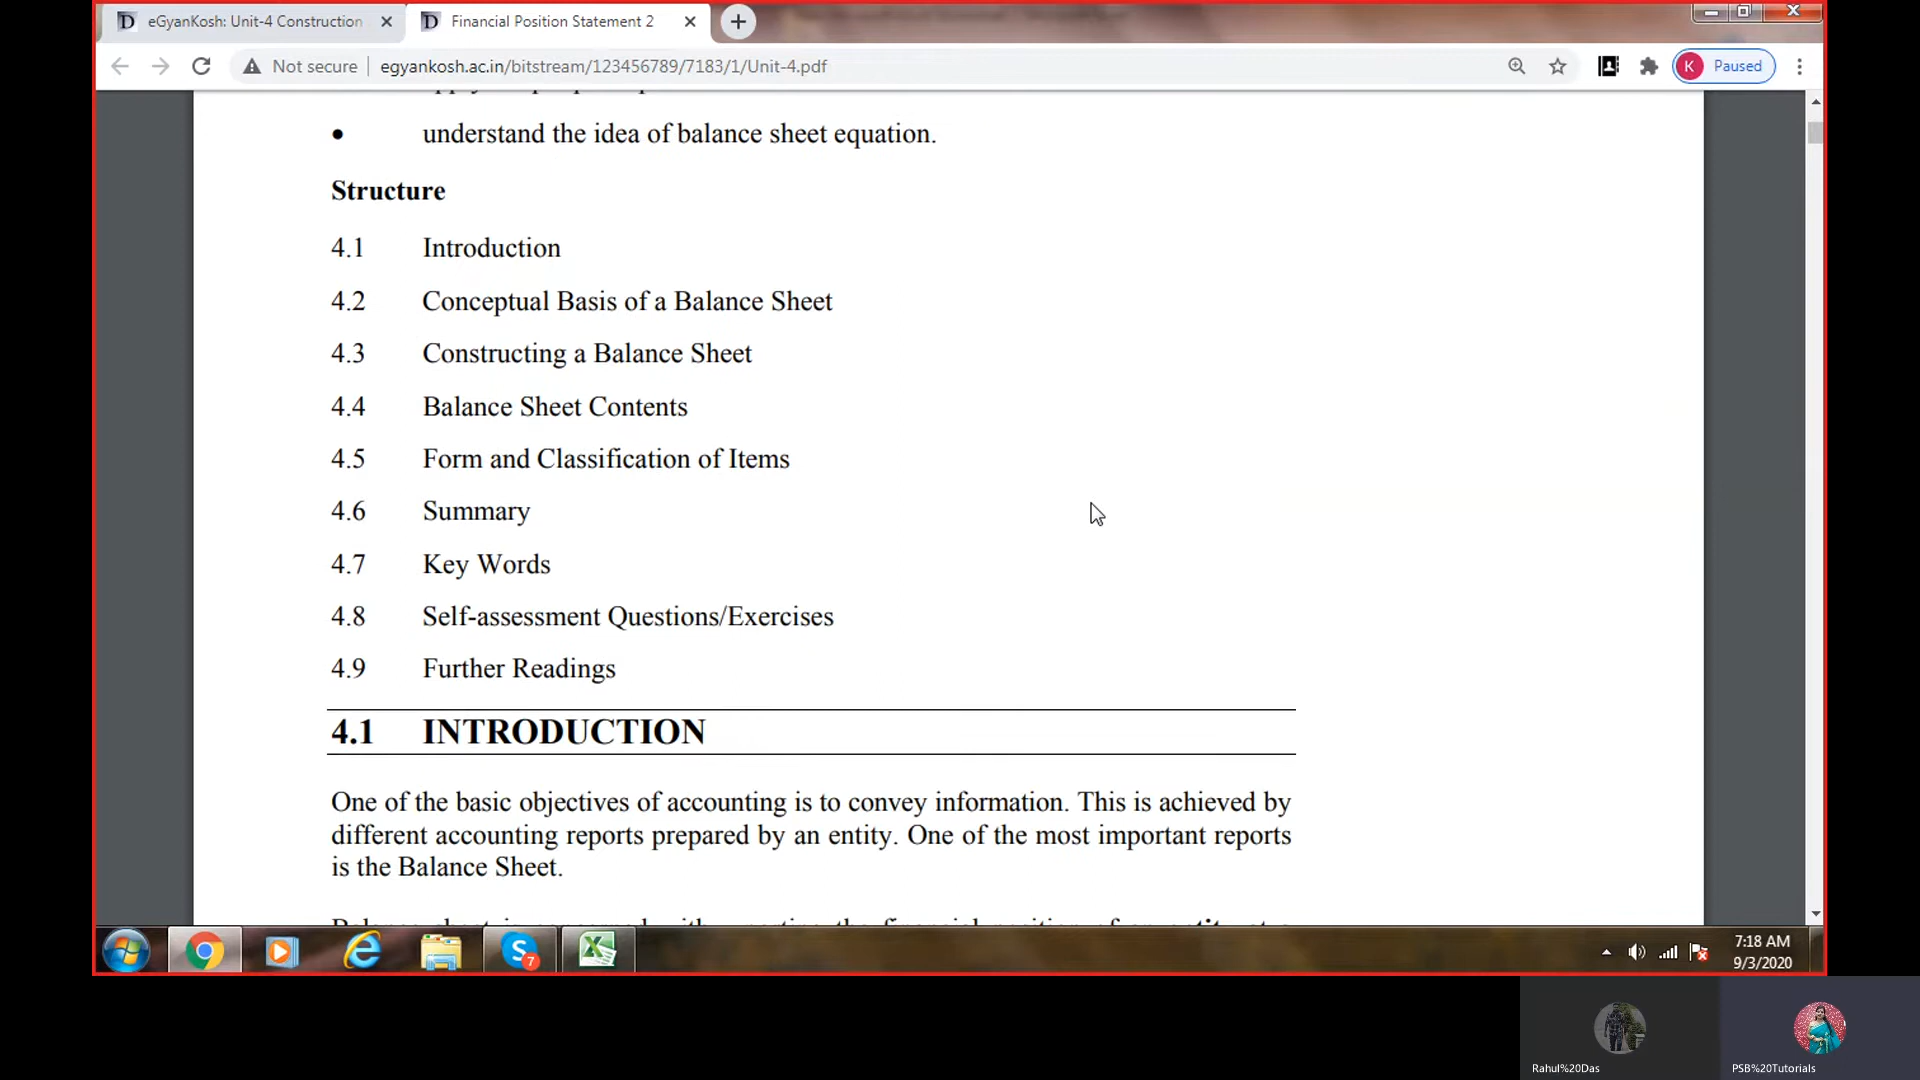 eGyanKosh: Unit-4 Construction
Financial Position Statement 2
Not secure
egyankosh.ac.in/bitstream/123456789/7183/1/Unit-4.pdf
K
Paused
• understand the idea of balance sheet equation.
Structure
4.1 Introduction
4.2 Conceptual Basis of a Balance Sheet
4.3 Constructing a Balance Sheet
4.4 Balance Sheet Contents
4.5 Form and Classification of Items
4.6 Summary
4.7 Key Words
4.8 Self-assessment Questions/Exercises
4.9 Further Readings
4.1 INTRODUCTION
One of the basic objectives of accounting is to convey information. This is achieved by
different accounting reports prepared by an entity. One of the most important reports
is the Balance Sheet.
7
7:18 AM
9/3/2020
Rahul%20Das
PSB%20Tutorials